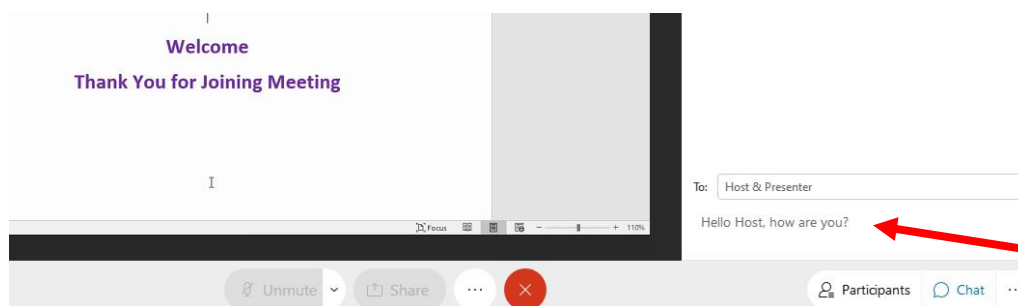 Welcome
Thank You for Joining Meeting
Focus
110%
To: Host & Presenter
Hello Host, how are you?
Unmute
Share
Participants
Chat